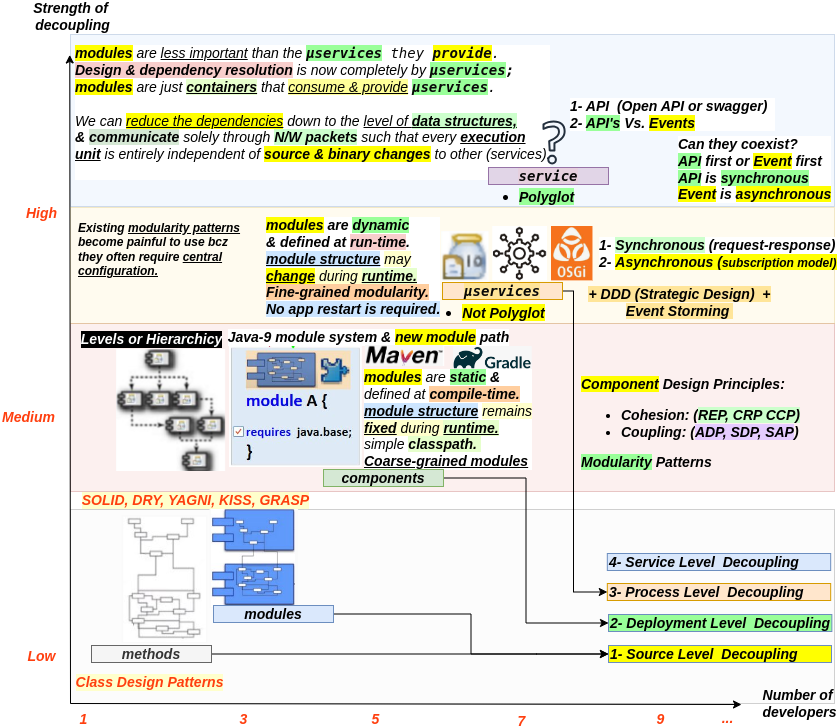 Strength of
decoupling
modules are less important than the µservices they provide.
Design & dependency resolution is now completely by µservices;
modules are just containers that consume & provide µservices.
We can reduce the dependencies down to the level of data structures,
& communicate solely through N/W packets such that every execution
unit is entirely independent of source & binary changes to other (services)
?
1- API (Open API or swagger)
2- API's Vs. Events
Can they coexist?
API first or Event first
API is synchronous
Event is asynchronous
service
• Polyglot
High
Existing modularity patterns
become painful to use bcz
they often require central
configuration.
modules are dynamic
& defined at run-time.
module structure may
change during runtime.
Fine-grained modularity.
No app restart is required.
OSGi
µservices
• Not Polyglot
1- Synchronous (request-response)
2- Asynchronous (subscription model)
+ DDD (Strategic Design) +
Event Storming
Levels or Hierarchicy
Java-9 module system & new module path
Maven
Gradle
module A {
requires java.base;
}
modules are static &
defined at compile-time.
module structure remains
fixed during runtime.
simple classpath.
Coarse-grained modules
components
Medium
Component Design Principles:
• Cohesion: (REP, CRP CCP)
• Coupling: (ADP, SDP, SAP)
Modularity Patterns
SOLID, DRY, YAGNI, KISS, GRASP
modules
methods
Class Design Patterns
4- Service Level Decoupling
3- Process Level Decoupling
2- Deployment Level Decoupling
1- Source Level Decoupling
Low
Number of
developers
1 3 5 7 9 ...